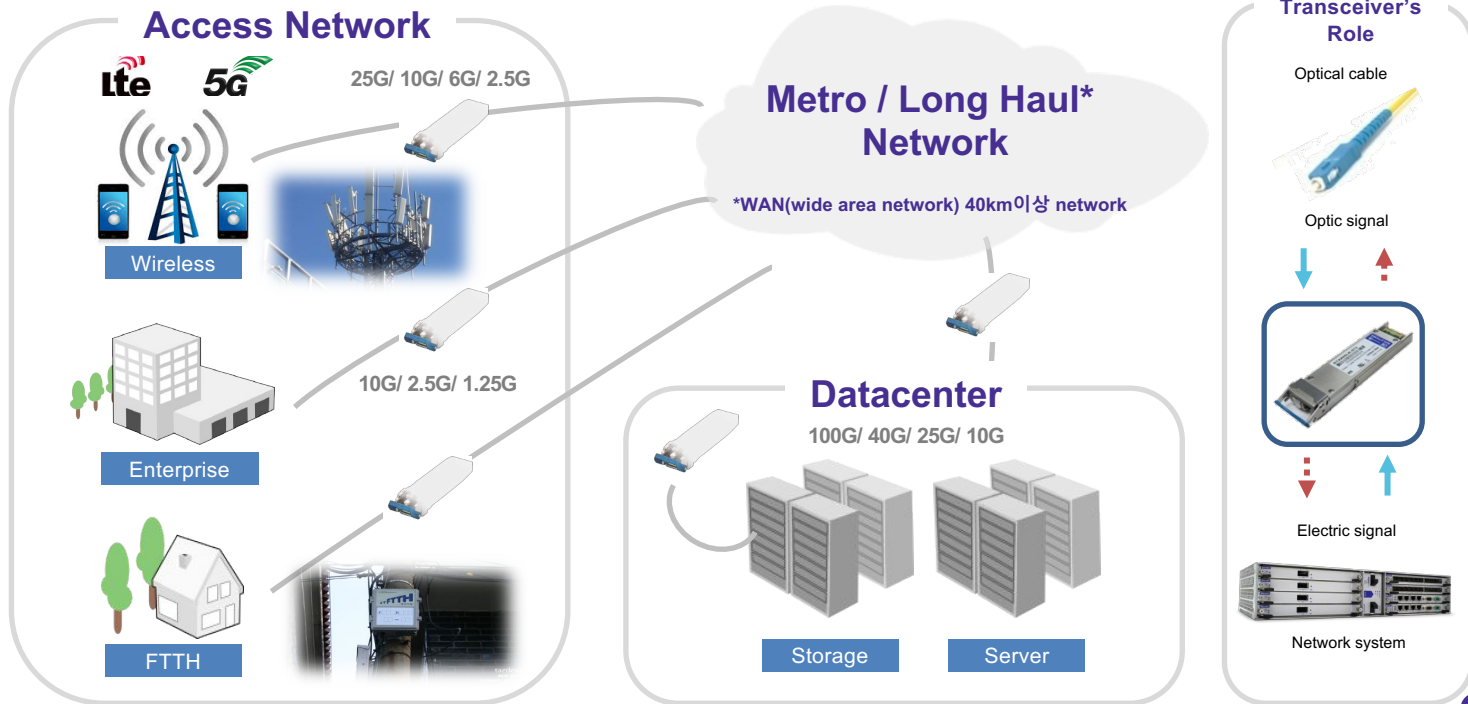 Access Network
lte
5G
25G/ 10G/ 6G/ 2.5G
Wireless
10G/ 2.5G/ 1.25G
Enterprise
FTTH
FTTH
Metro / Long Haul*
Network
*WAN(wide area network) 40km이상 network
Datacenter
100G/ 40G/ 25G/ 10G
Storage
Server
Transceiver's
Role
Optical cable
Optic signal
Electric signal
Network system